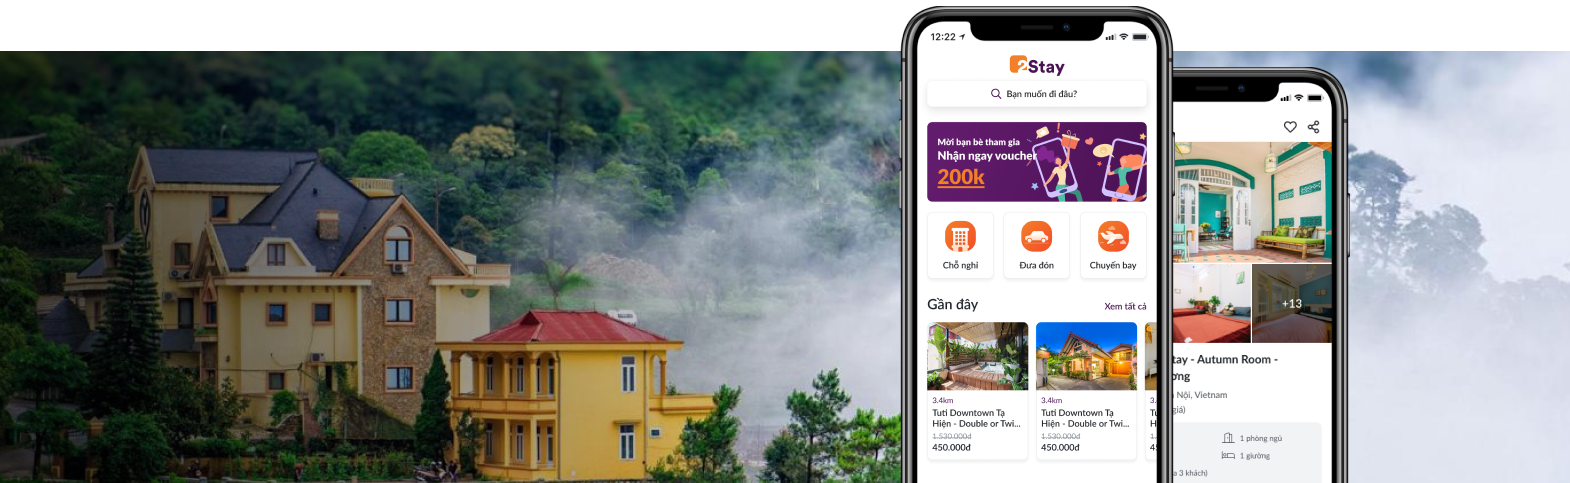 12:22
2Stay
Bạn muốn đi đâu?
Mời bạn bè tham gia
Nhận ngay voucher
200k
Chỗ nghỉ
Đưa đón
Chuyến bay
Gần đây
Xem tất cả
3.4km
Tuti Downtown Tạ
Hiện - Double or Twi...
1.530.000đ
450.000đ
3.4km
Tuti Downtown Tạ
Hiện - Double or Twi...
1.530.000đ
450.000đ
+13
tay - Autumn Room -
Nội, Vietnam
giá)
1 phòng ngủ
1 giường
3 khách)